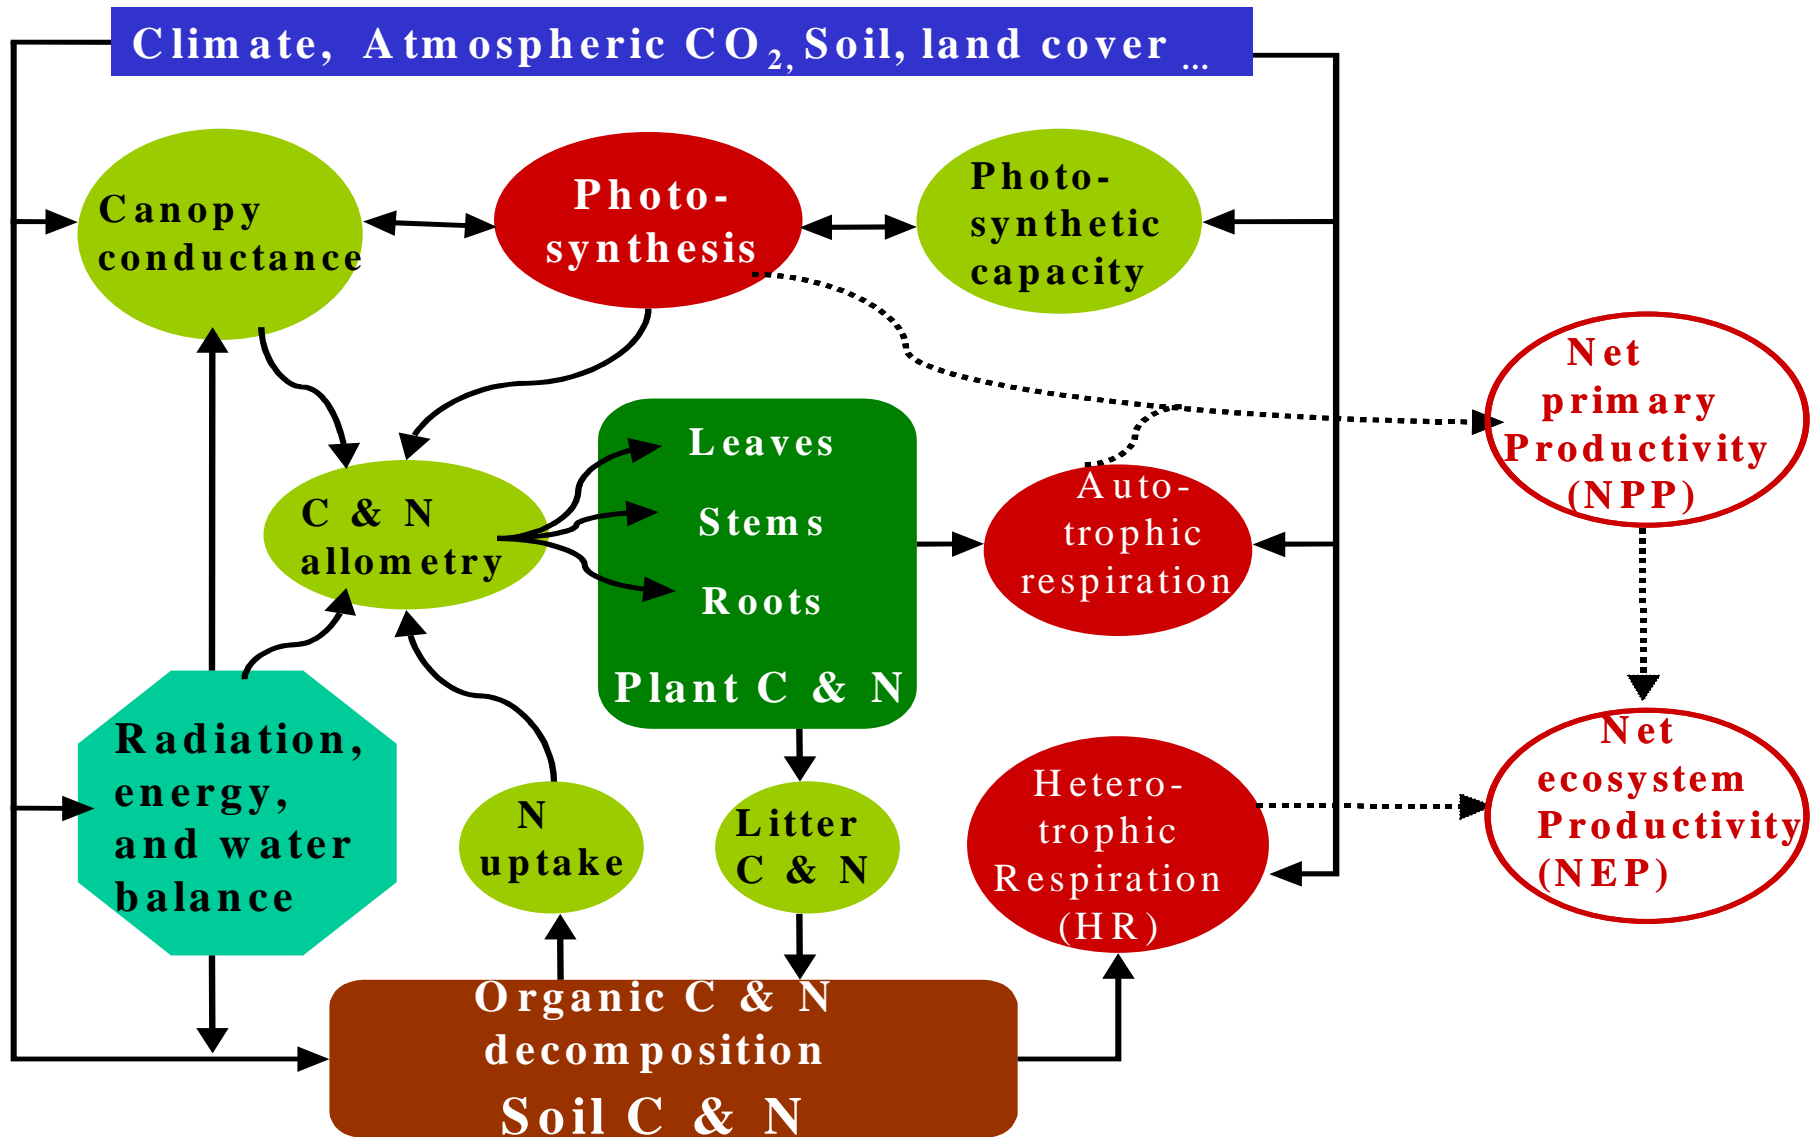 Climate, Atmospheric CO2, Soil, land cover ...
Canopy
conductance
Photo-
synthesis
Photo-
synthetic
capacity
Net
primary
Productivity
(NPP)
Leaves
Stems
Roots
Plant C & N
C & N
allometry
Auto-
trophic
respiration
Radiation,
energy,
and water
balance
N
uptake
Litter
C & N
Hetero-
trophic
Respiration
(HR)
Net
ecosystem
Productivity
(NEP)
Organic C & N
decomposition
Soil C & N